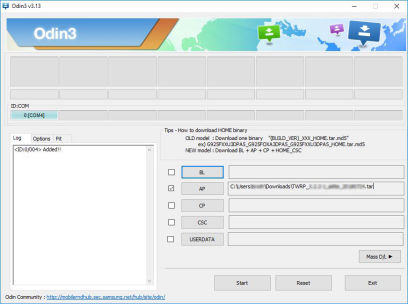 Odin3 v3.13
Odin3
ID:COM
0:[COM4]
Log Options Pit
<ID:0/004> Added!!
Tips - How to download HOME binary
OLD model : Download one binary "[BUILD_VER]_XXX_HOME.tar.md5"
ex) G925FXXU3DPA5_G925FOXA3DPA5_G925FXXU3DPA5_HOME.tar.md5
NEW model : Download BL + AP + CP + HOME_CSC
BL
AP C:\Users\ \Downloads\TWRP_ .tar
CP
CSC
USERDATA
Mass D/L ►
Start Reset Exit
Odin Community : http://mobilerndhub.sec.samsung.net/hub/site/odin/